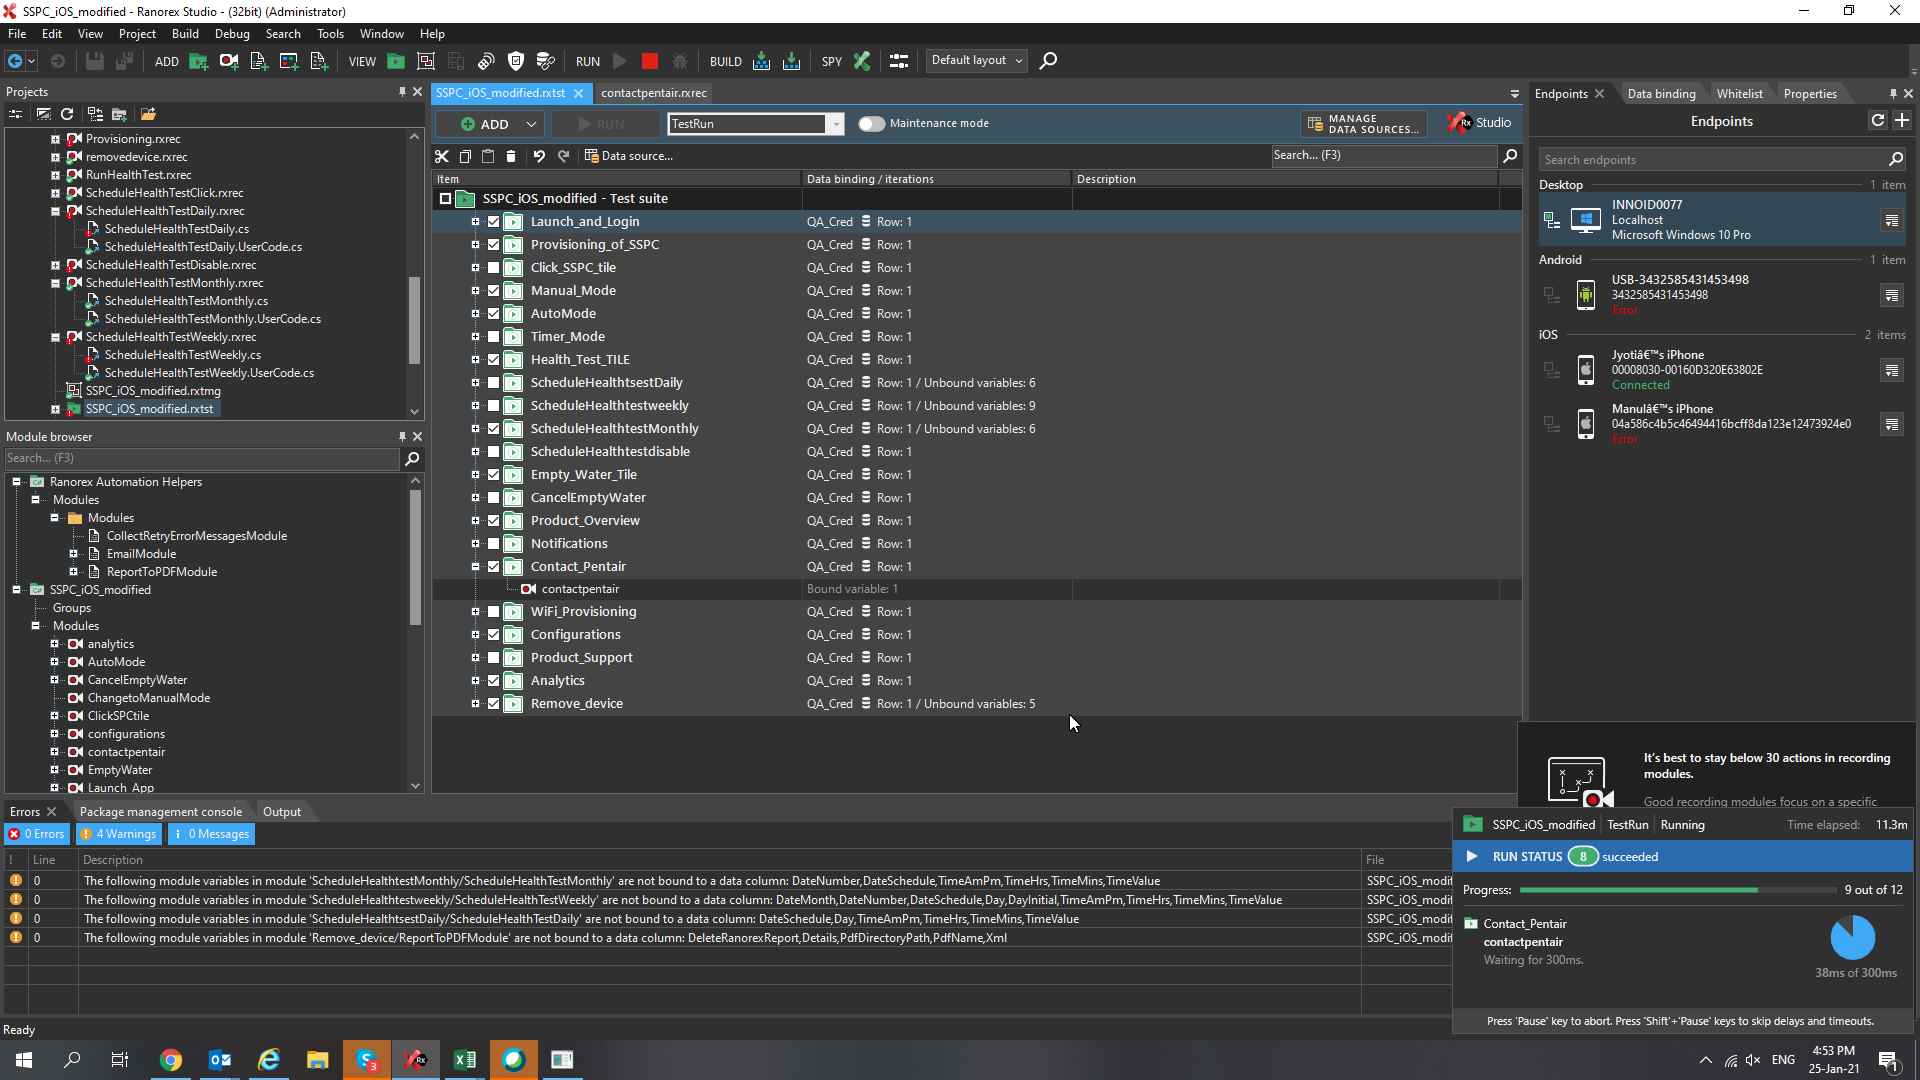 SSPC_iOS_modified - Ranorex Studio - (32bit) (Administrator)
File Edit View Project Build Debug Search Tools Window Help
ADD VIEW RUN BUILD SPY Default layout
Projects
Provisioning.rxrec
removedevice.rxrec
RunHealthTest.rxrec
ScheduleHealthTestClick.rxrec
ScheduleHealthTestDaily.rxrec
ScheduleHealthTestDaily.cs
ScheduleHealthTestDaily.UserCode.cs
ScheduleHealthTestDisable.rxrec
ScheduleHealthTestMonthly.rxrec
ScheduleHealthTestMonthly.cs
ScheduleHealthTestMonthly.UserCode.cs
ScheduleHealthTestWeekly.rxrec
ScheduleHealthTestWeekly.cs
ScheduleHealthTestWeekly.UserCode.cs
SSPC_iOS_modified.rxtmg
SSPC_iOS_modified.rxtst
Module browser
Search... (F3)
Ranorex Automation Helpers
Modules
Modules
CollectRetryErrorMessagesModule
EmailModule
ReportToPDFModule
SSPC_iOS_modified
Groups
Modules
analytics
AutoMode
CancelEmptyWater
ChangetoManualMode
ClickSPCtile
configurations
contactpentair
EmptyWater
Launch_App
SSPC_iOS_modified.rxtst contactpentair.rxrec
ADD RUN TestRun Maintenance mode MANAGE DATA SOURCES... Rx Studio
Data source... Search... (F3)
Item Data binding / iterations Description
SSPC_iOS_modified - Test suite
Launch_and_Login QA_Cred Row: 1
Provisioning_of_SSPC QA_Cred Row: 1
Click_SSPC_tile QA_Cred Row: 1
Manual_Mode QA_Cred Row: 1
AutoMode QA_Cred Row: 1
Timer_Mode QA_Cred Row: 1
Health_Test_TILE QA_Cred Row: 1
ScheduleHealthtsestDaily QA_Cred Row: 1 / Unbound variables: 6
ScheduleHealthtestweekly QA_Cred Row: 1 / Unbound variables: 9
ScheduleHealthtestMonthly QA_Cred Row: 1 / Unbound variables: 6
ScheduleHealthtestdisable QA_Cred Row: 1
Empty_Water_Tile QA_Cred Row: 1
CancelEmptyWater QA_Cred Row: 1
Product_Overview QA_Cred Row: 1
Notifications QA_Cred Row: 1
Contact_Pentair QA_Cred Row: 1
contactpentair Bound variable: 1
WiFi_Provisioning QA_Cred Row: 1
Configurations QA_Cred Row: 1
Product_Support QA_Cred Row: 1
Analytics QA_Cred Row: 1
Remove_device QA_Cred Row: 1 / Unbound variables: 5
Endpoints Data binding Whitelist Properties
Endpoints
Search endpoints
Desktop 1 item
INNOID0077
Localhost
Microsoft Windows 10 Pro
Android 1 item
USB-3432585431453498
3432585431453498
Error
iOS 2 items
Jyotiâ€™s iPhone
00008030-00160D320E63802E
Connected
Manulâ€™s iPhone
04a586c4b5c46494416bcff8da123e12473924e0
Error
It's best to stay below 30 actions in recording
modules.
Good recording modules focus on a specific
Errors Package management console Output
0 Errors 4 Warnings 0 Messages
! Line Description File
0 The following module variables in module 'ScheduleHealthtestMonthly/ScheduleHealthTestMonthly' are not bound to a data column: DateNumber,DateSchedule,TimeAmPm,TimeHrs,TimeMins,TimeValue SSPC_iOS_modif
0 The following module variables in module 'ScheduleHealthtestweekly/ScheduleHealthTestWeekly' are not bound to a data column: DateMonth,DateNumber,DateSchedule,Day,DayInitial,TimeAmPm,TimeHrs,TimeMins,TimeValue SSPC_iOS_modif
0 The following module variables in module 'ScheduleHealthtsestDaily/ScheduleHealthTestDaily' are not bound to a data column: DateSchedule,Day,TimeAmPm,TimeHrs,TimeMins,TimeValue SSPC_iOS_modif
0 The following module variables in module 'Remove_device/ReportToPDFModule' are not bound to a data column: DeleteRanorexReport,Details,PdfDirectoryPath,PdfName,Xml SSPC_iOS_modif
SSPC_iOS_modified TestRun Running Time elapsed: 11.3m
RUN STATUS 8 succeeded
Progress: 9 out of 12
Contact_Pentair
contactpentair
Waiting for 300ms.
38ms of 300ms
Press 'Pause' key to abort. Press 'Shift'+'Pause' keys to skip delays and timeouts.
Ready
3
ENG
4:53 PM
25-Jan-21
1